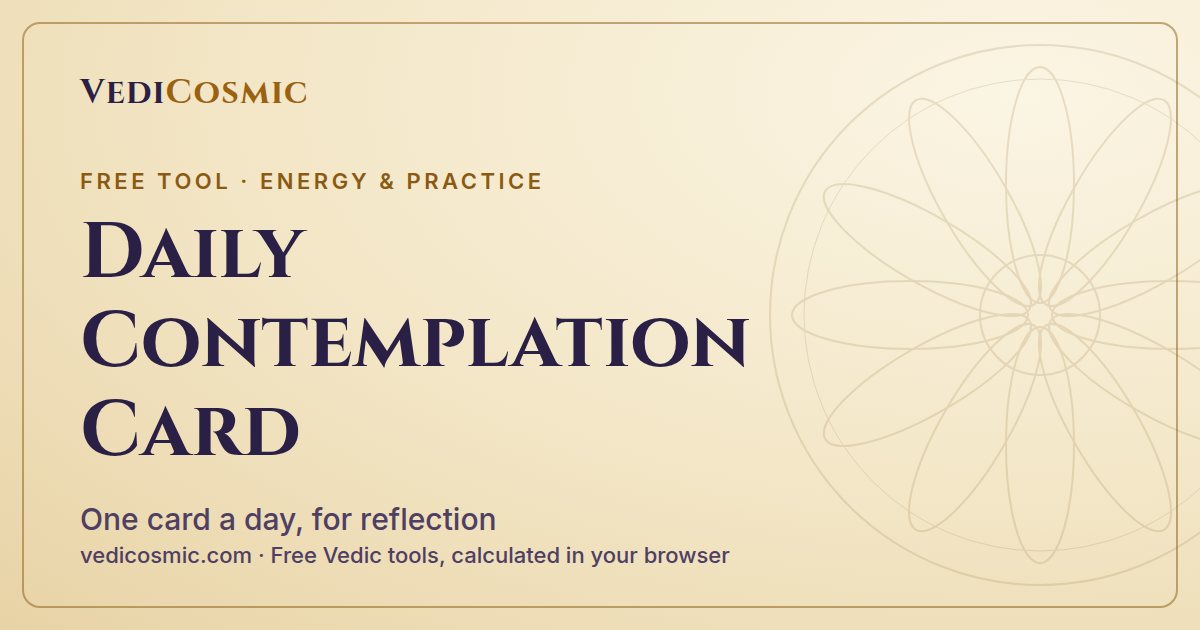 VediCosmic
FREE TOOL · ENERGY & PRACTICE
Daily
Contemplation
Card
One card a day, for reflection
vedicosmic.com · Free Vedic tools, calculated in your browser